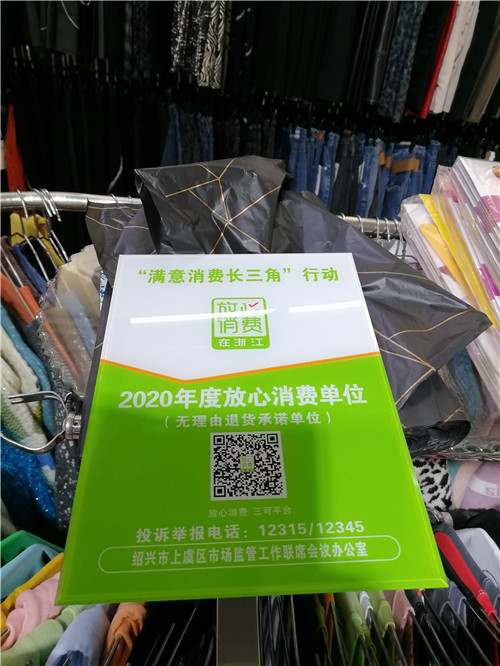 “满意消费长三角”行动
放心
消费
在浙江
2020年度放心消费单位
(无理由退货承诺单位)
放心消费 三可平台
投诉举报电话：12315/12345
绍兴市上虞区市场监管工作联席会议办公室